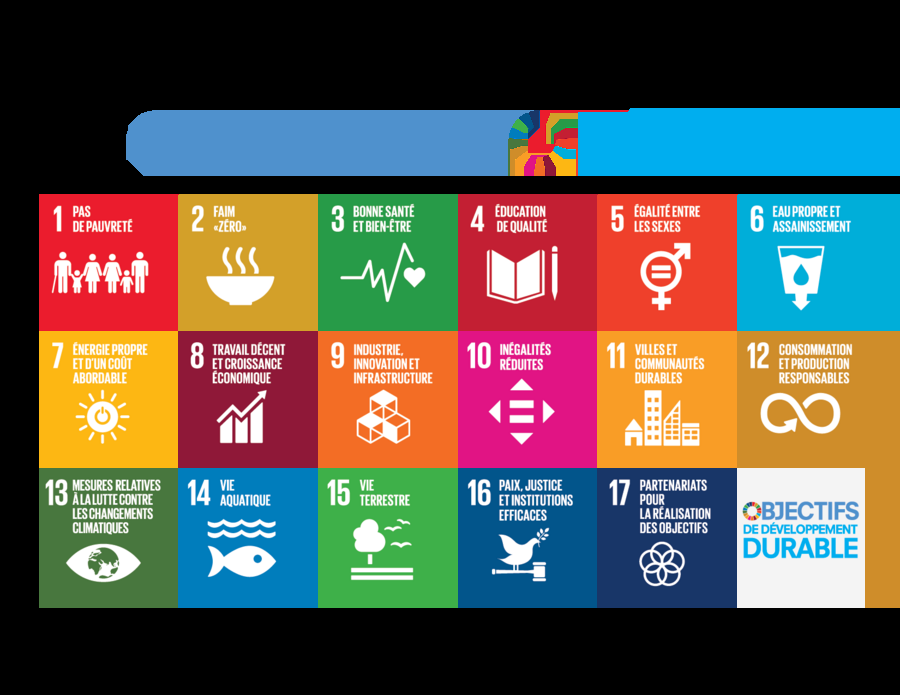 1 PAS
DE PAUVRETÉ
2 FAIM
«ZÉRO»
3 BONNE SANTÉ
ET BIEN-ÊTRE
4 ÉDUCATION
DE QUALITÉ
5 ÉGALITÉ ENTRE
LES SEXES
6 EAU PROPRE ET
ASSAINISSEMENT
7 ÉNERGIE PROPRE
ET D'UN COÛT
ABORDABLE
8 TRAVAIL DÉCENT
ET CROISSANCE
ÉCONOMIQUE
9 INDUSTRIE,
INNOVATION ET
INFRASTRUCTURE
10 INÉGALITÉS
RÉDUITES
11 VILLES ET
COMMUNAUTÉS
DURABLES
12 CONSOMMATION
ET PRODUCTION
RESPONSABLES
13 MESURES RELATIVES
À LA LUTTE CONTRE
LES CHANGEMENTS
CLIMATIQUES
14 VIE
AQUATIQUE
15 VIE
TERRESTRE
16 PAIX, JUSTICE
ET INSTITUTIONS
EFFICACES
17 PARTENARIATS
POUR
LA RÉALISATION
DES OBJECTIFS
OBJECTIFS
DE DÉVELOPPEMENT
DURABLE